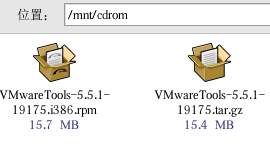 位置： /mnt/cdrom
VMwareTools-5.5.1-
19175.i386.rpm
15.7 MB
VMwareTools-5.5.1-
19175.tar.gz
15.4 MB